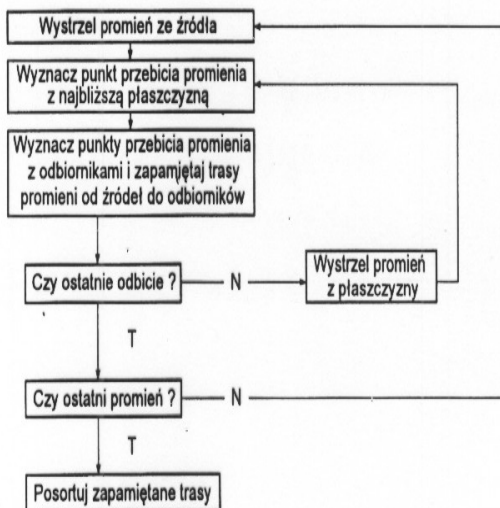 Wystrzel promień ze źródła
Wyznacz punkt przebicia promienia
z najbliższą płaszczyzną
Wyznacz punkty przebicia promienia
z odbiornikami i zapamiętaj trasy
promieni od źródeł do odbiorników
Czy ostatnie odbicie ?
N
Wystrzel promień
z płaszczyzny
T
Czy ostatni promień ?
N
T
Posortuj zapamiętane trasy